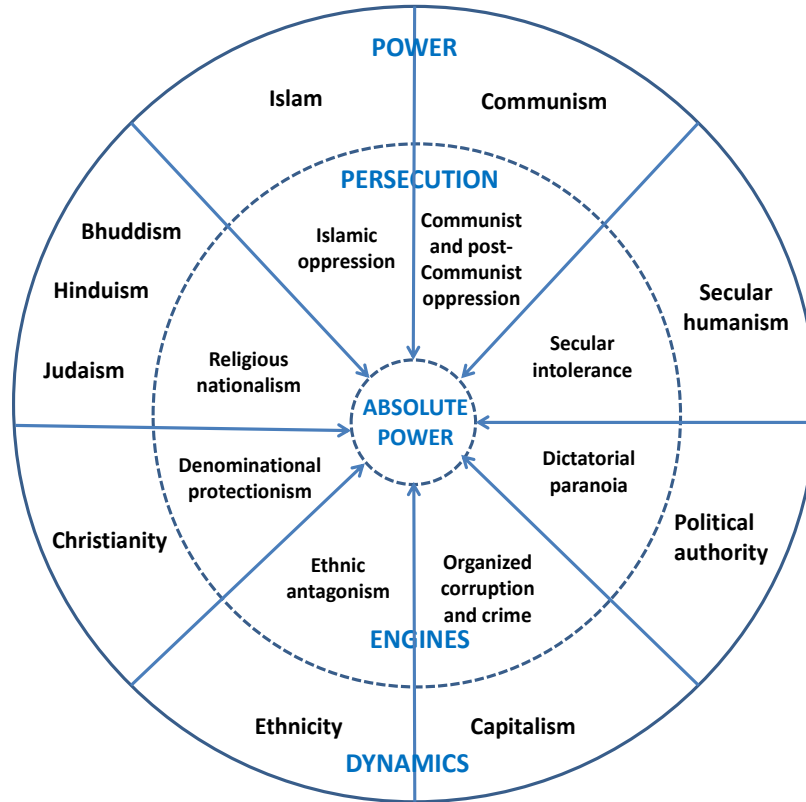 POWER
Islam
Communism
PERSECUTION
Bhuddism
Islamic
oppression
Communist
and post-
Communist
oppression
Hinduism
Secular
humanism
Judaism
Religious
nationalism
Secular
intolerance
ABSOLUTE
POWER
Denominational
protectionism
Dictatorial
paranoia
Christianity
Political
authority
Ethnic
antagonism
Organized
corruption
and crime
ENGINES
Ethnicity
Capitalism
DYNAMICS